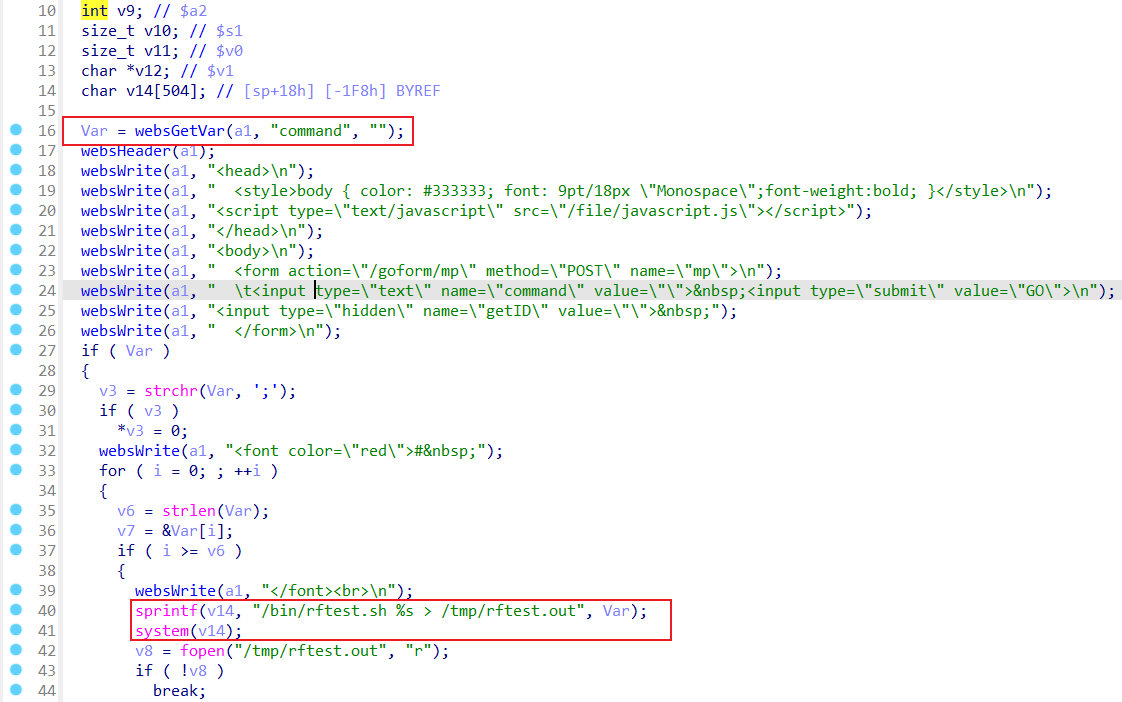 10 int v9; // $a2
11 size_t v10; // $s1
12 size_t v11; // $v0
13 char *v12; // $v1
14 char v14[504]; // [sp+18h] [-1F8h] BYREF
15
16 Var = websGetVar(a1, "command", "");
17 websHeader(a1);
18 websWrite(a1, "<head>\n");
19 websWrite(a1, "  <style>body { color: #333333; font: 9pt/18px \"Monospace\";font-weight:bold; }</style>\n");
20 websWrite(a1, "<script type=\"text/javascript\" src=\"/file/javascript.js\"></script>");
21 websWrite(a1, "</head>\n");
22 websWrite(a1, "<body>\n");
23 websWrite(a1, "  <form action=\"/goform/mp\" method=\"POST\" name=\"mp\">\n");
24 websWrite(a1, "  \t<input type=\"text\" name=\"command\" value=\"\">&nbsp;<input type=\"submit\" value=\"GO\">\n");
25 websWrite(a1, "<input type=\"hidden\" name=\"getID\" value=\"\">&nbsp;");
26 websWrite(a1, "  </form>\n");
27 if ( Var )
28 {
29 v3 = strchr(Var, ';');
30 if ( v3 )
31 *v3 = 0;
32 websWrite(a1, "<font color=\"red\">#&nbsp;");
33 for ( i = 0; ; ++i )
34 {
35 v6 = strlen(Var);
36 v7 = &Var[i];
37 if ( i >= v6 )
38 {
39 websWrite(a1, "</font><br>\n");
40 sprintf(v14, "/bin/rftest.sh %s > /tmp/rftest.out", Var);
41 system(v14);
42 v8 = fopen("/tmp/rftest.out", "r");
43 if ( !v8 )
44 break;